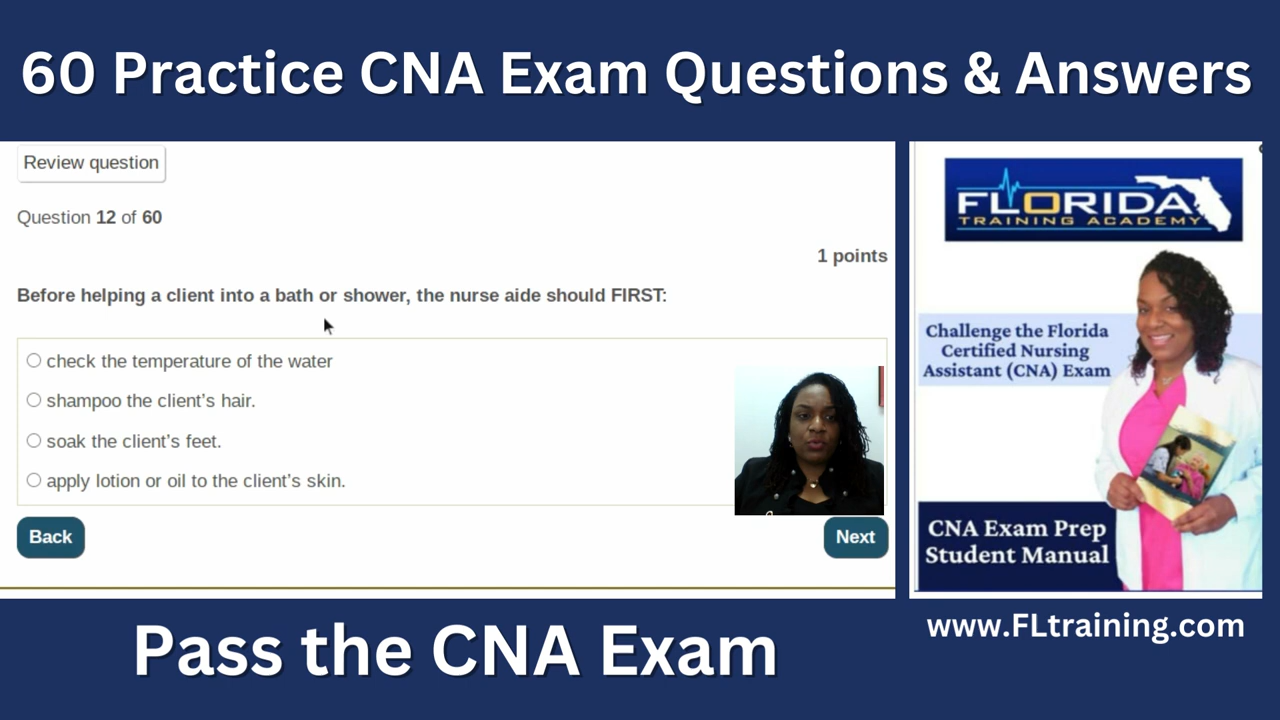 60 Practice CNA Exam Questions & Answers
Review question
Question 12 of 60
1 points
Before helping a client into a bath or shower, the nurse aide should FIRST:
check the temperature of the water
shampoo the client’s hair.
soak the client’s feet.
apply lotion or oil to the client’s skin.
Back
Next
FLORIDA
TRAINING ACADEMY
Challenge the Florida
Certified Nursing
Assistant (CNA) Exam
CNA Exam Prep
Student Manual
Pass the CNA Exam
www.FLtraining.com